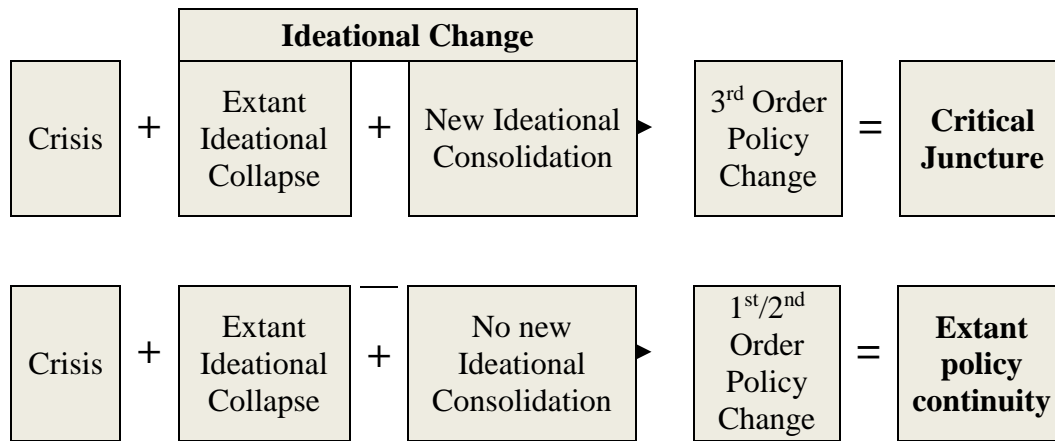 Ideational Change
Crisis
+
Extant
Ideational
Collapse
+
New Ideational
Consolidation
3rd Order
Policy
Change
=
Critical
Juncture
Crisis
+
Extant
Ideational
Collapse
+
No new
Ideational
Consolidation
1st/2nd
Order
Policy
Change
=
Extant
policy
continuity